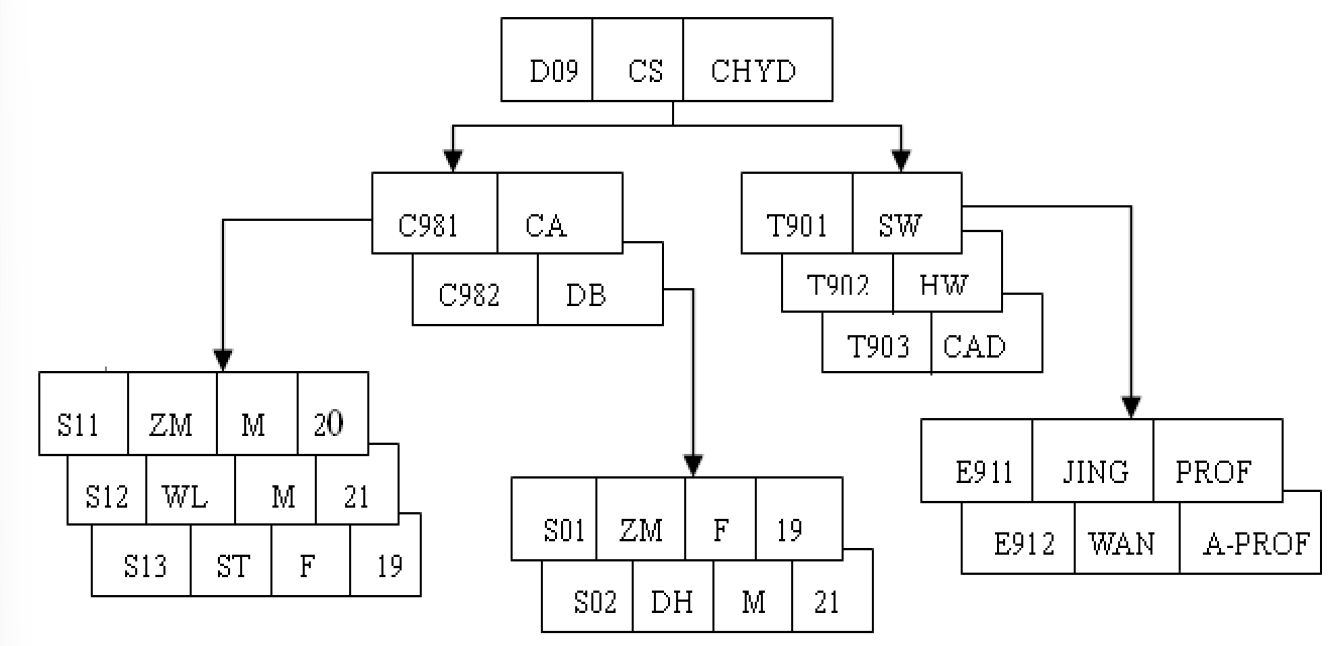 D09 CS CHYD
C981 CA
C982 DB
T901 SW
T902 HW
T903 CAD
S11 ZM M 20
S12 WL M 21
S13 ST F 19
S01 ZM F 19
S02 DH M 21
E911 JING PROF
E912 WAN A-PROF